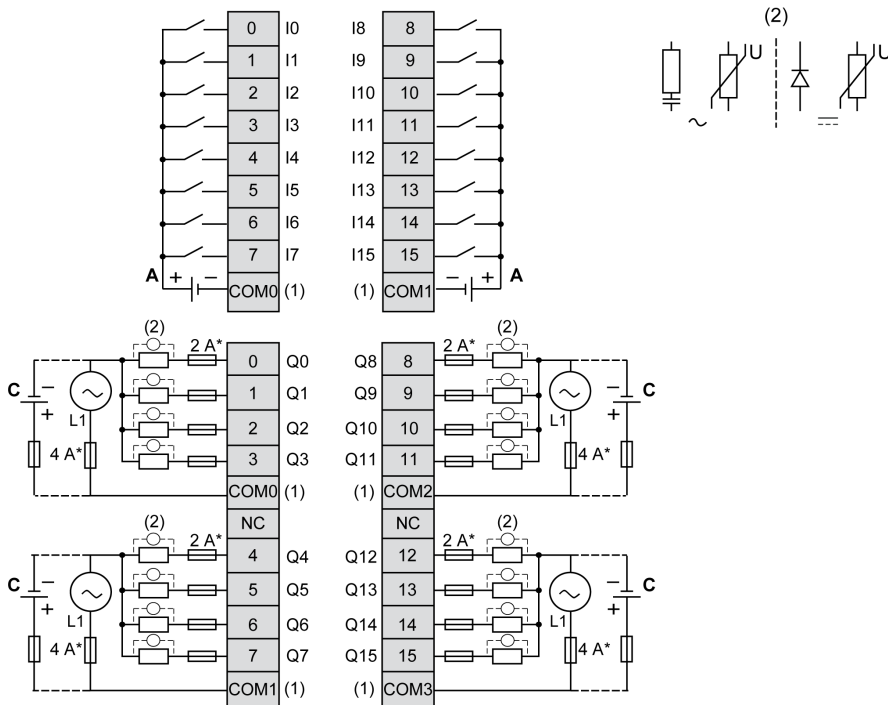 0 I0 I8 8 (2)
1 I1 I9 9 U U
2 I2 I10 10
3 I3 I11 11
4 I4 I12 12
5 I5 I13 13
6 I6 I14 14
7 I7 I15 15
A + − COM0 (1) (1) COM1 − + A
(2) 2 A* 0 Q0 Q8 8 2 A* (2)
C − L1 1 Q1 Q9 9 L1 − C
+ 2 Q2 Q10 10 +
4 A* 3 Q3 Q11 11 4 A*
COM0 (1) (1) COM2
NC NC
(2) 2 A* 4 Q4 Q12 12 2 A* (2)
C − L1 5 Q5 Q13 13 L1 − C
+ 6 Q6 Q14 14 +
4 A* 7 Q7 Q15 15 4 A*
COM1 (1) (1) COM3